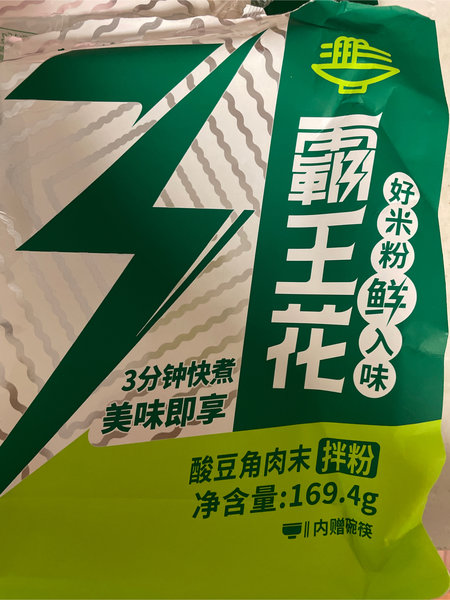 霸王花
好米粉鲜入味
3分钟快煮
美味即享
酸豆角肉末 拌粉
净含量:169.4g
内赠碗筷